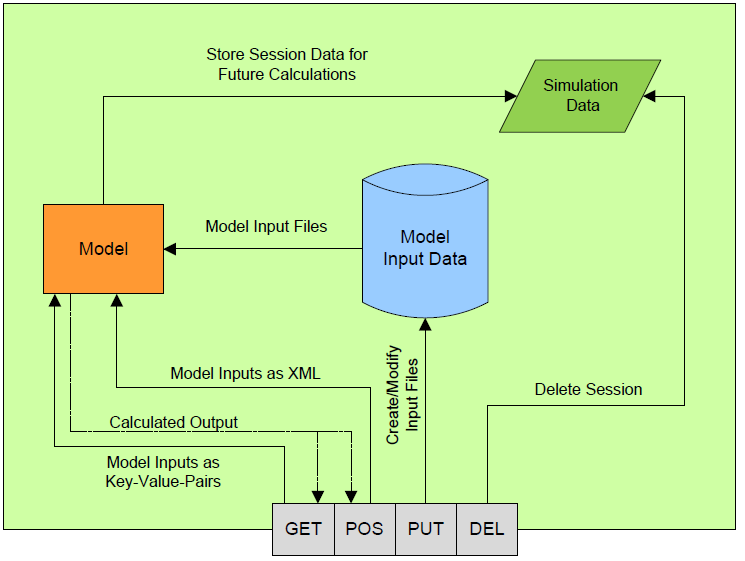 Store Session Data for
Future Calculations
Simulation
Data
Model Input Files
Model
Model
Input Data
Create/Modify
Input Files
Model Inputs as XML
Delete Session
Calculated Output
Model Inputs as
Key-Value-Pairs
GET
POS
PUT
DEL